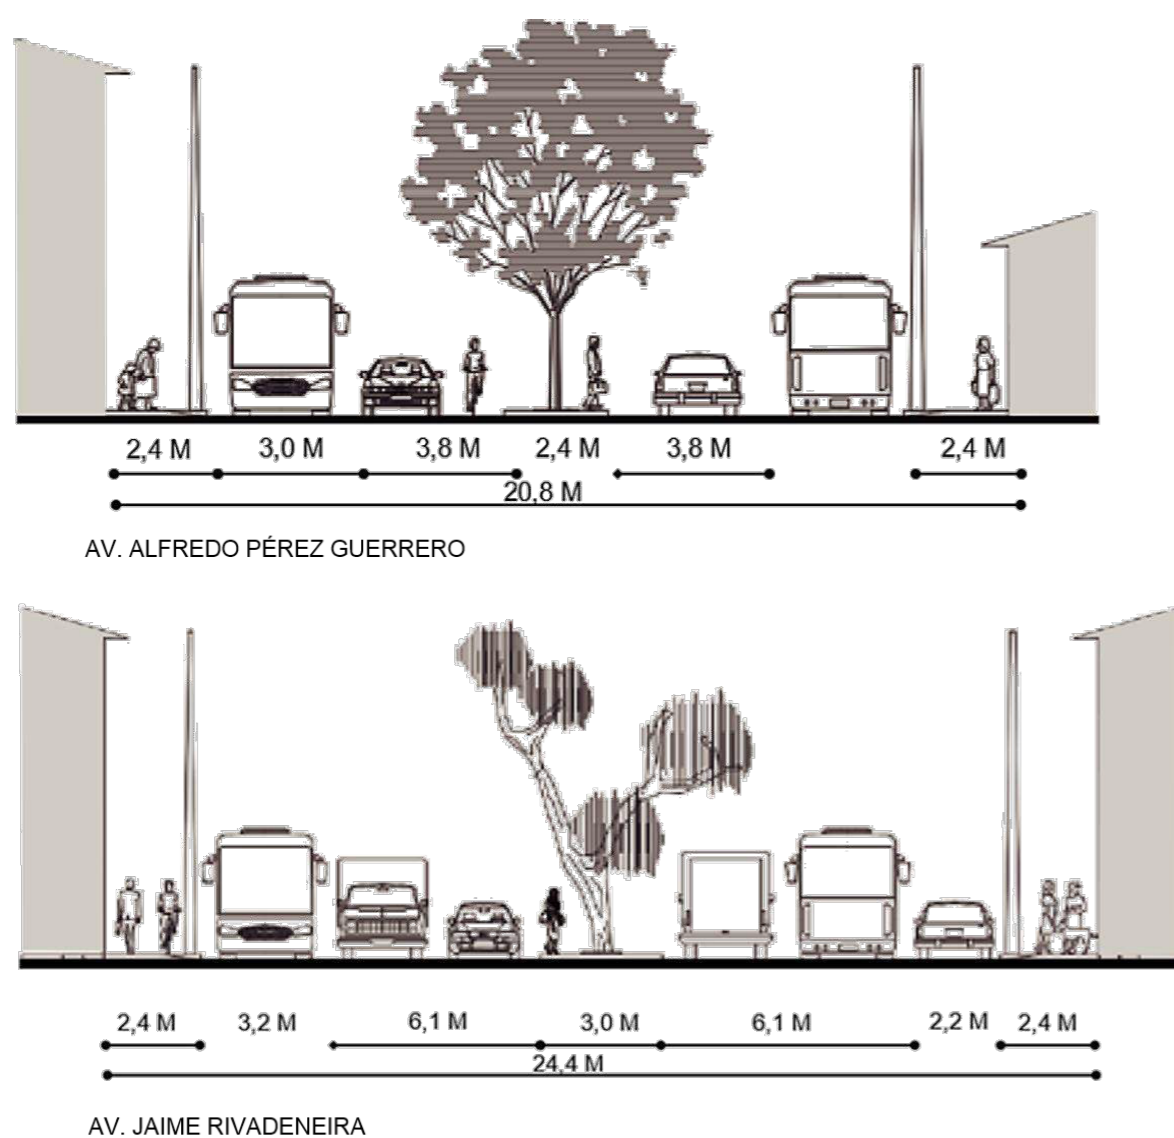 2,4 M 3,0 M 3,8 M 2,4 M 3,8 M 2,4 M
20,8 M
AV. ALFREDO PÉREZ GUERRERO
2,4 M 3,2 M 6,1 M 3,0 M 6,1 M 2,2 M 2,4 M
24,4 M
AV. JAIME RIVADENEIRA